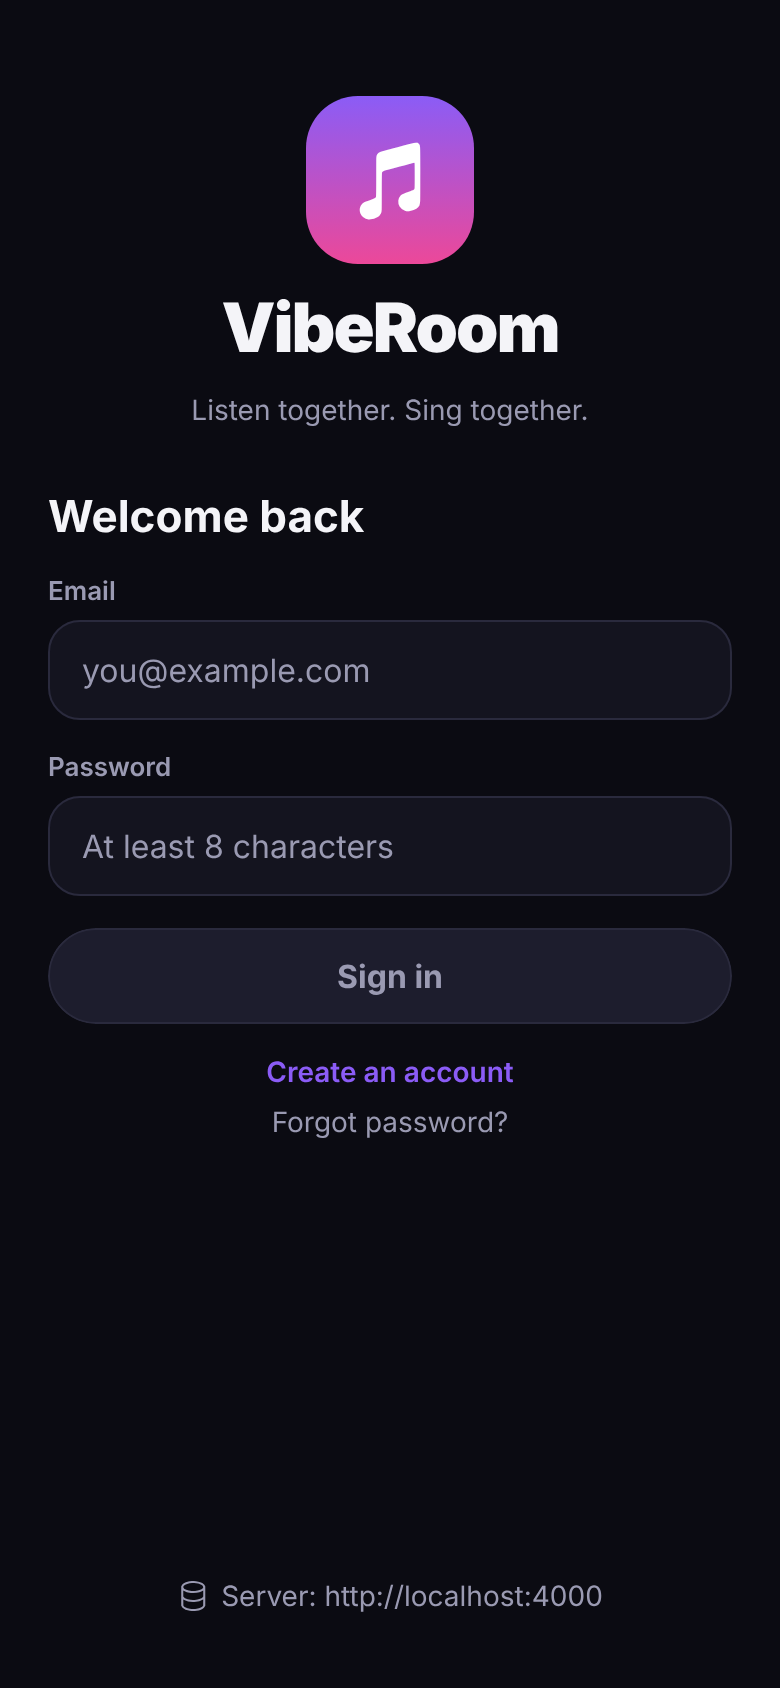 VibeRoom
Listen together. Sing together.
Welcome back
Email
you@example.com
Password
At least 8 characters
Sign in
Create an account
Forgot password?
Server: http://localhost:4000